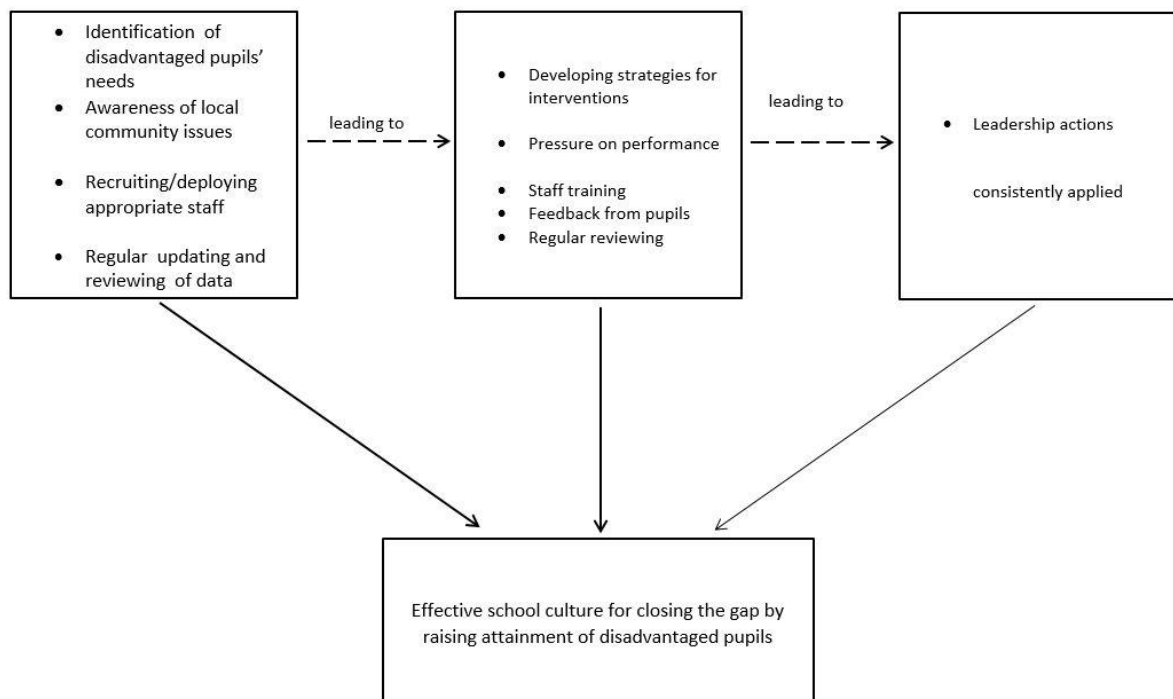 • Identification of
disadvantaged pupils’
needs
• Awareness of local
community issues
• Recruiting/deploying
appropriate staff
• Regular updating and
reviewing of data
leading to
• Developing strategies for
interventions
• Pressure on performance
• Staff training
• Feedback from pupils
• Regular reviewing
leading to
• Leadership actions
consistently applied
Effective school culture for closing the gap by
raising attainment of disadvantaged pupils